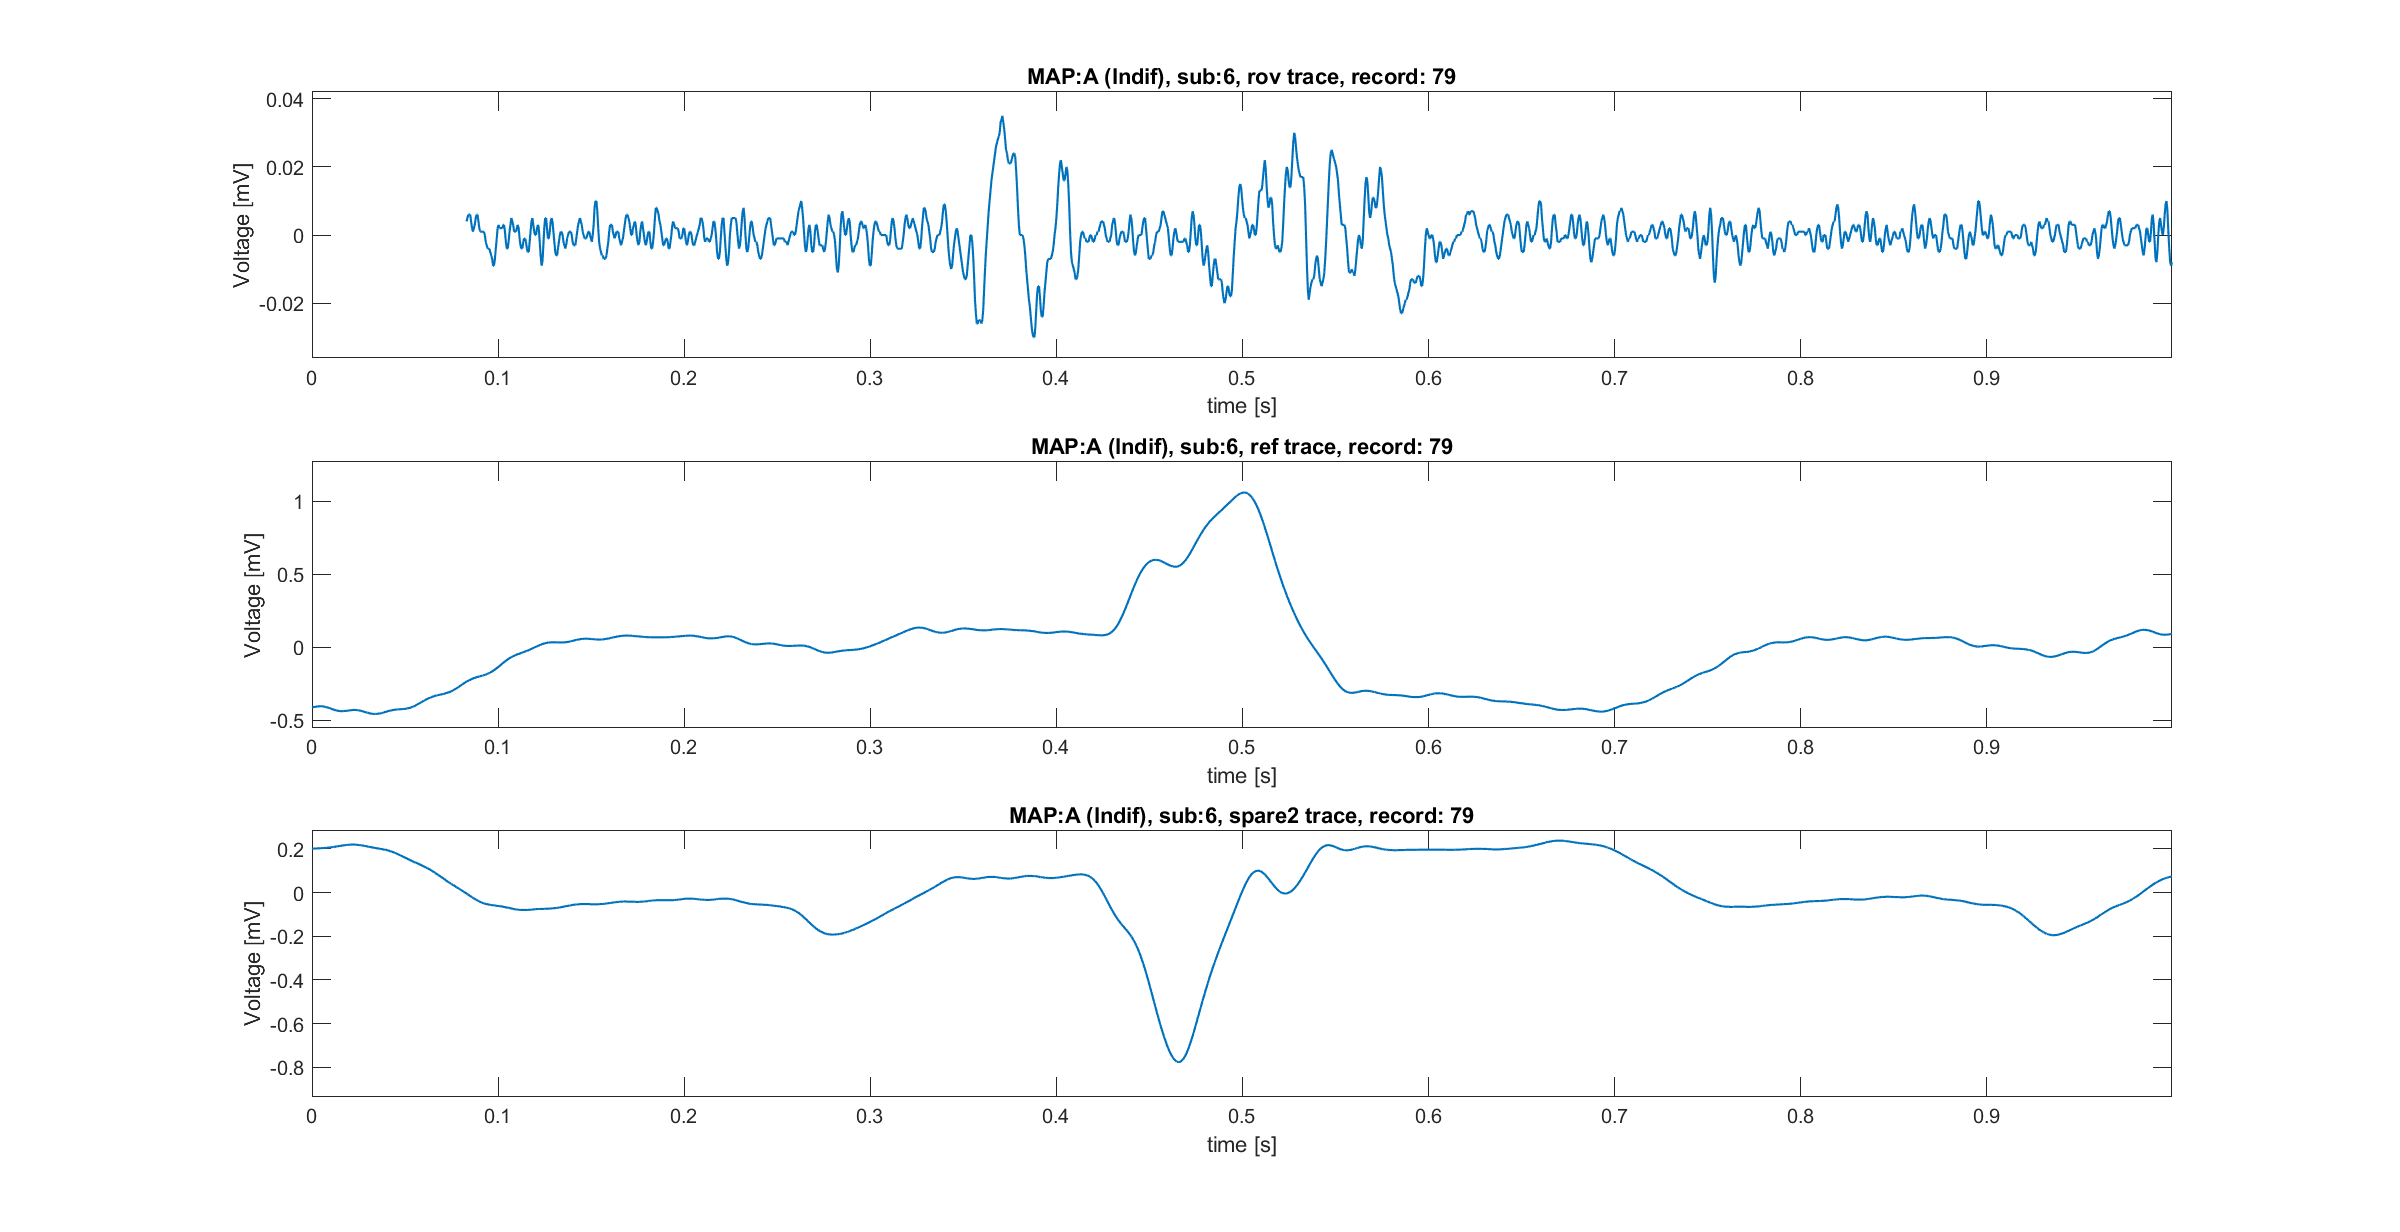 MAP:A (Indif), sub:6, rov trace, record: 79
0.04
0.02
0
-0.02
Voltage [mV]
0 0.1 0.2 0.3 0.4 0.5 0.6 0.7 0.8 0.9
time [s]
MAP:A (Indif), sub:6, ref trace, record: 79
1
0.5
0
-0.5
Voltage [mV]
0 0.1 0.2 0.3 0.4 0.5 0.6 0.7 0.8 0.9
time [s]
MAP:A (Indif), sub:6, spare2 trace, record: 79
0.2
0
-0.2
-0.4
-0.6
-0.8
Voltage [mV]
0 0.1 0.2 0.3 0.4 0.5 0.6 0.7 0.8 0.9
time [s]